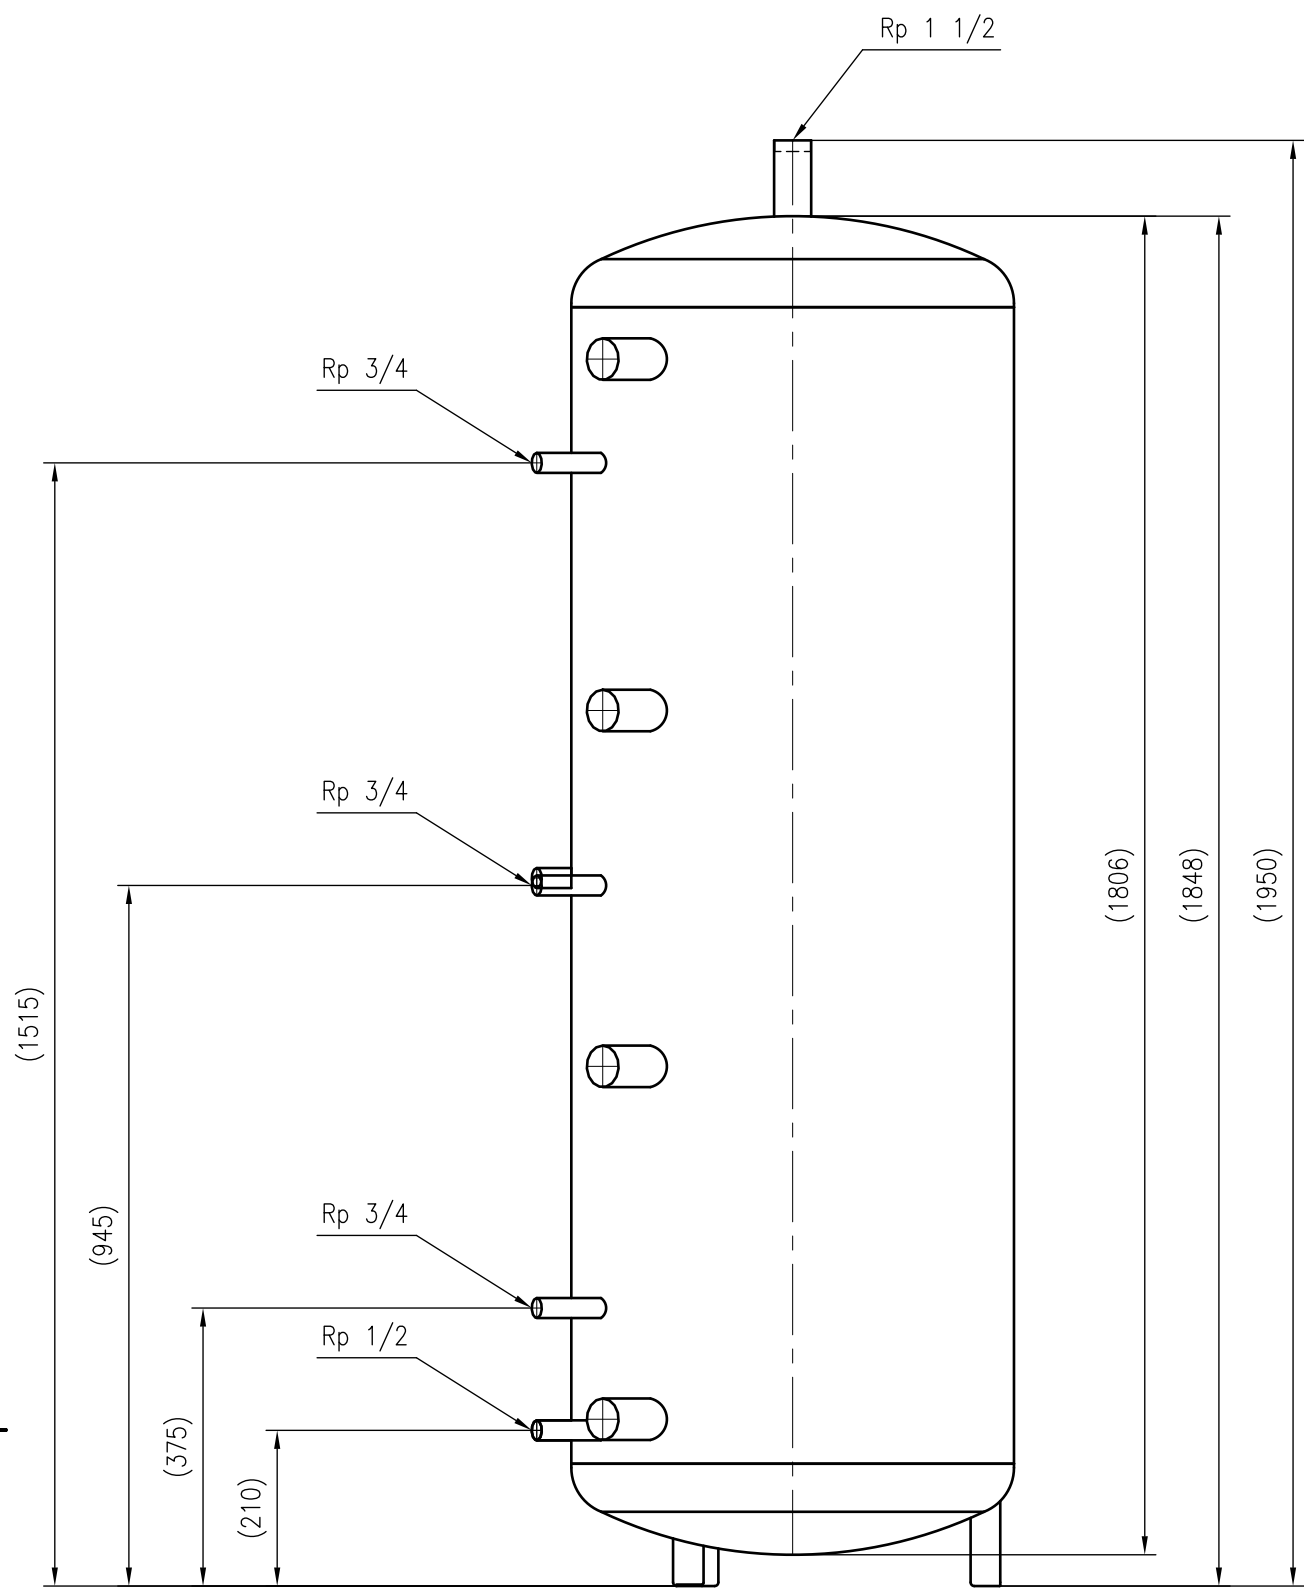 Rp 1 1/2
Rp 3/4
Rp 3/4
(1806)
(1848)
(1950)
(1515)
(945)
Rp 3/4
Rp 1/2
(375)
(210)